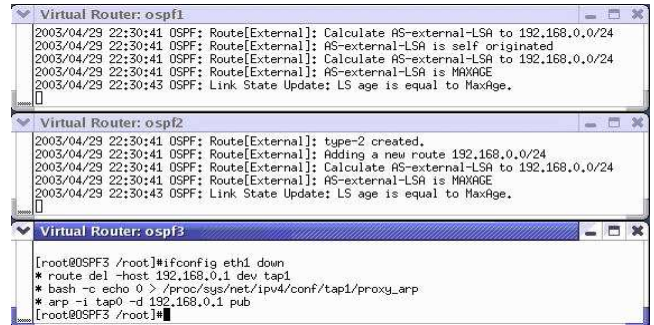 Virtual Router: ospf1
2003/04/29 22:30:41 OSPF: Route[External]: Calculate AS-external-LSA to 192.168.0.0/24
2003/04/29 22:30:41 OSPF: Route[External]: AS-external-LSA is self originated
2003/04/29 22:30:41 OSPF: Route[External]: Calculate AS-external-LSA to 192.168.0.0/24
2003/04/29 22:30:41 OSPF: Route[External]: AS-external-LSA is MAXAGE
2003/04/29 22:30:43 OSPF: Link State Update: LS age is equal to MaxAge.
Virtual Router: ospf2
2003/04/29 22:30:41 OSPF: Route[External]: type-2 created.
2003/04/29 22:30:41 OSPF: Route[External]: Adding a new route 192.168.0.0/24
2003/04/29 22:30:41 OSPF: Route[External]: Calculate AS-external-LSA to 192.168.0.0/24
2003/04/29 22:30:41 OSPF: Route[External]: AS-external-LSA is MAXAGE
2003/04/29 22:30:43 OSPF: Link State Update: LS age is equal to MaxAge.
Virtual Router: ospf3
[root@OSPF3 /root]#ifconfig eth1 down
* route del -host 192.168.0.1 dev tap1
* bash -c echo 0 > /proc/sys/net/ipv4/conf/tap1/proxy_arp
* arp -i tap0 -d 192.168.0.1 pub
[root@OSPF3 /root]#